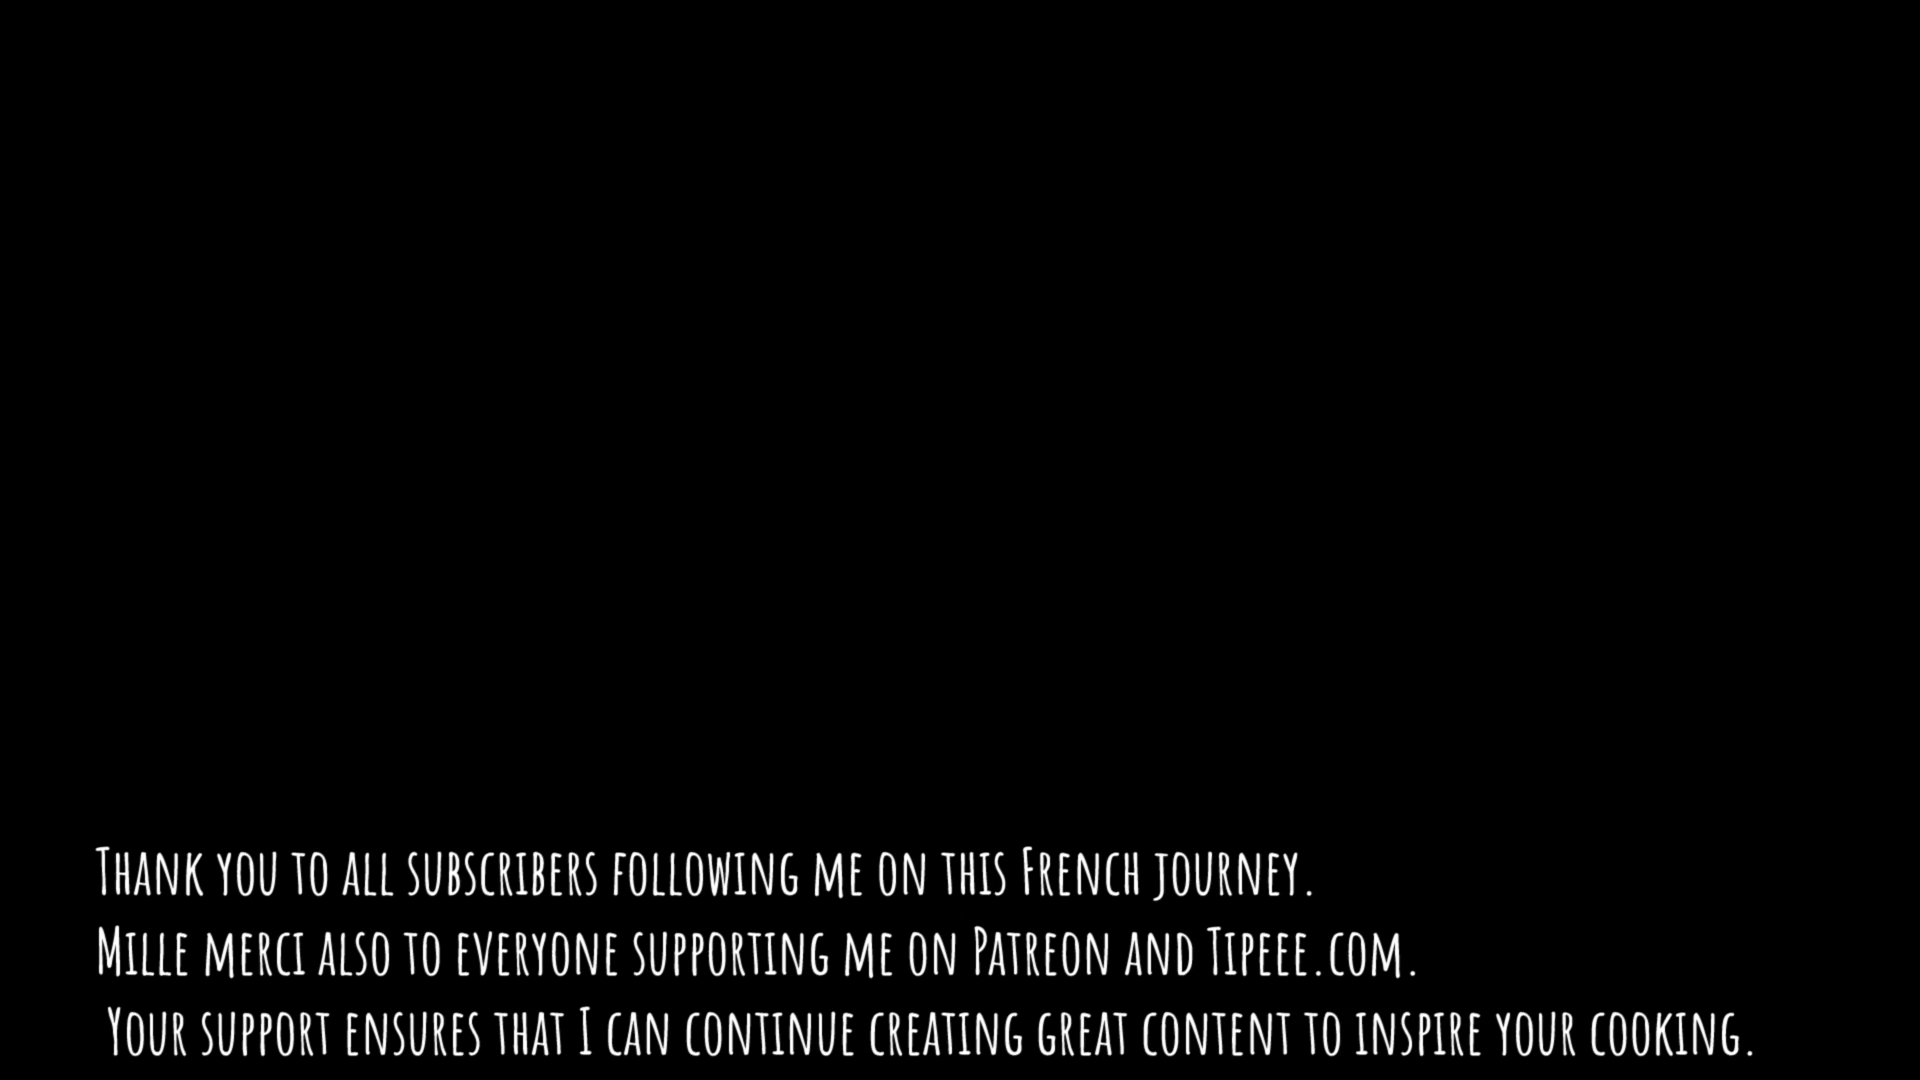 Thank you to all subscribers following me on this French journey.
Mille merci also to everyone supporting me on Patreon and Tipeee.com.
Your support ensures that I can continue creating great content to inspire your cooking.